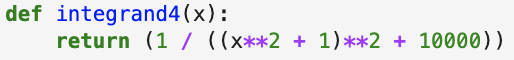 def integrand4(x):
    return (1 / ((x**2 + 1)**2 + 10000))